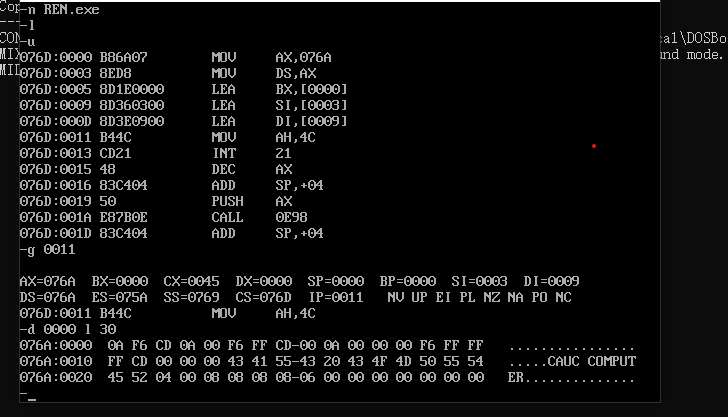 Cop
-n REN.exe
-l
-u
CON
MIX
MID
cal\DOSBo
und mode.
076D:0000 B86A07 MOV AX,076A
076D:0003 8ED8 MOV DS,AX
076D:0005 8D1E0000 LEA BX,[0000]
076D:0009 8D360300 LEA SI,[0003]
076D:000D 8D3E0900 LEA DI,[0009]
076D:0011 B44C MOV AH,4C
076D:0013 CD21 INT 21
076D:0015 48 DEC AX
076D:0016 83C404 ADD SP,+04
076D:0019 50 PUSH AX
076D:001A E87B0E CALL 0E98
076D:001D 83C404 ADD SP,+04
-g 0011
AX=076A BX=0000 CX=0045 DX=0000 SP=0000 BP=0000 SI=0003 DI=0009
DS=076A ES=075A SS=0769 CS=076D IP=0011 NV UP EI PL NZ NA PO NC
076D:0011 B44C MOV AH,4C
-d 0000 l 30
076A:0000 0A F6 CD 0A 00 F6 FF CD-00 0A 00 00 00 F6 FF FF ................
076A:0010 FF CD 00 00 00 43 41 55-43 20 43 4F 4D 50 55 54 .....CAUC COMPUT
076A:0020 45 52 04 00 08 08 08 08-06 00 00 00 00 00 00 00 ER..............
-_